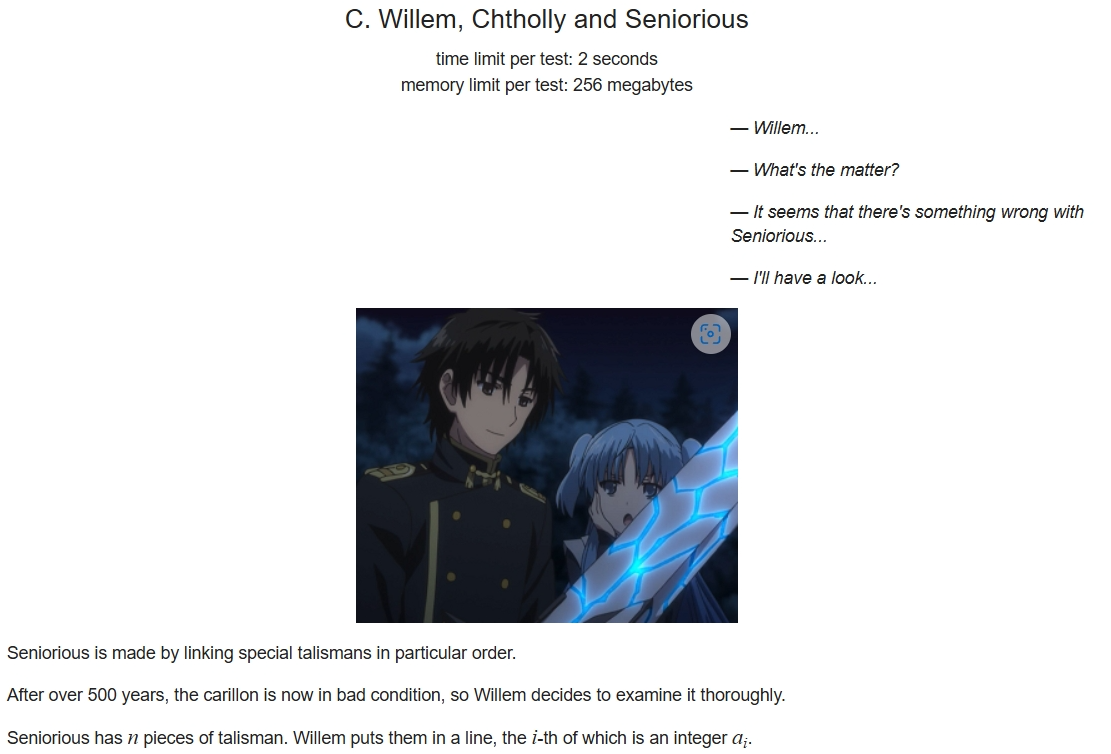 C. Willem, Chtholly and Seniorious
time limit per test: 2 seconds
memory limit per test: 256 megabytes
— Willem...
— What's the matter?
— It seems that there's something wrong with
Seniorious...
— I'll have a look...
Seniorious is made by linking special talismans in particular order.
After over 500 years, the carillon is now in bad condition, so Willem decides to examine it thoroughly.
Seniorious has n pieces of talisman. Willem puts them in a line, the i-th of which is an integer aᵢ.